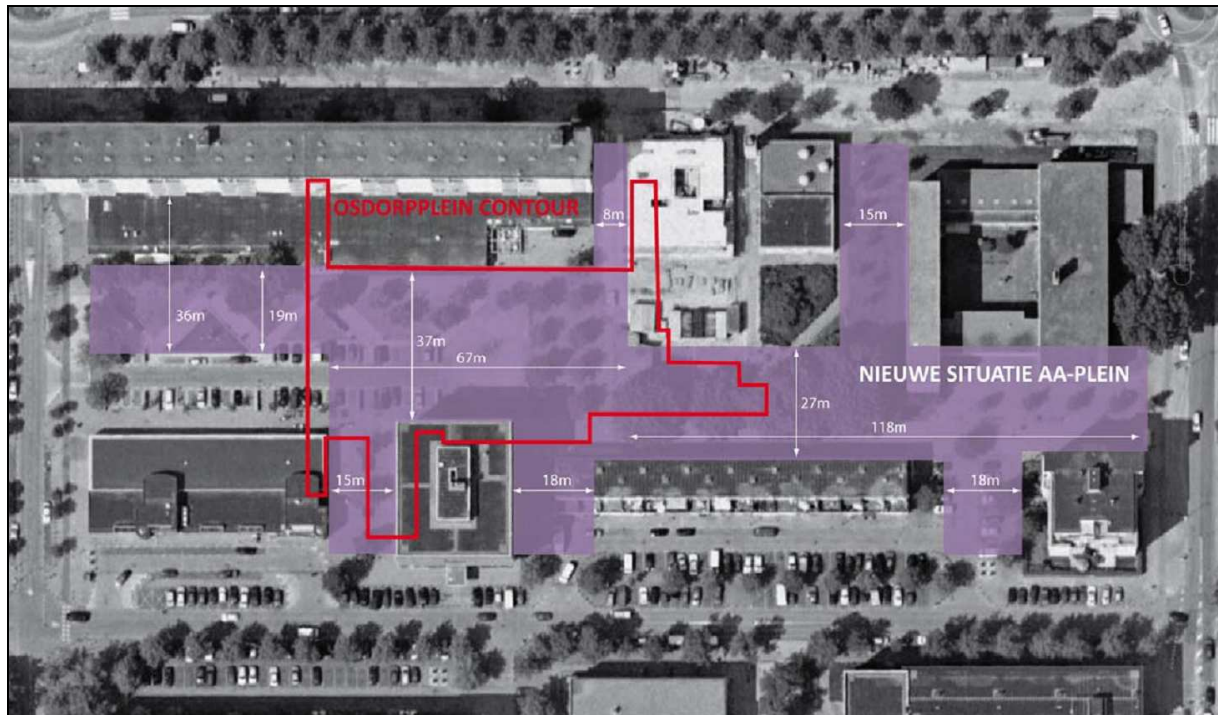 OSDORPPLEIN CONTOUR
8m
15m
36m
19m
37m
67m
NIEUWE SITUATIE AA-PLEIN
27m
118m
15m
18m
18m